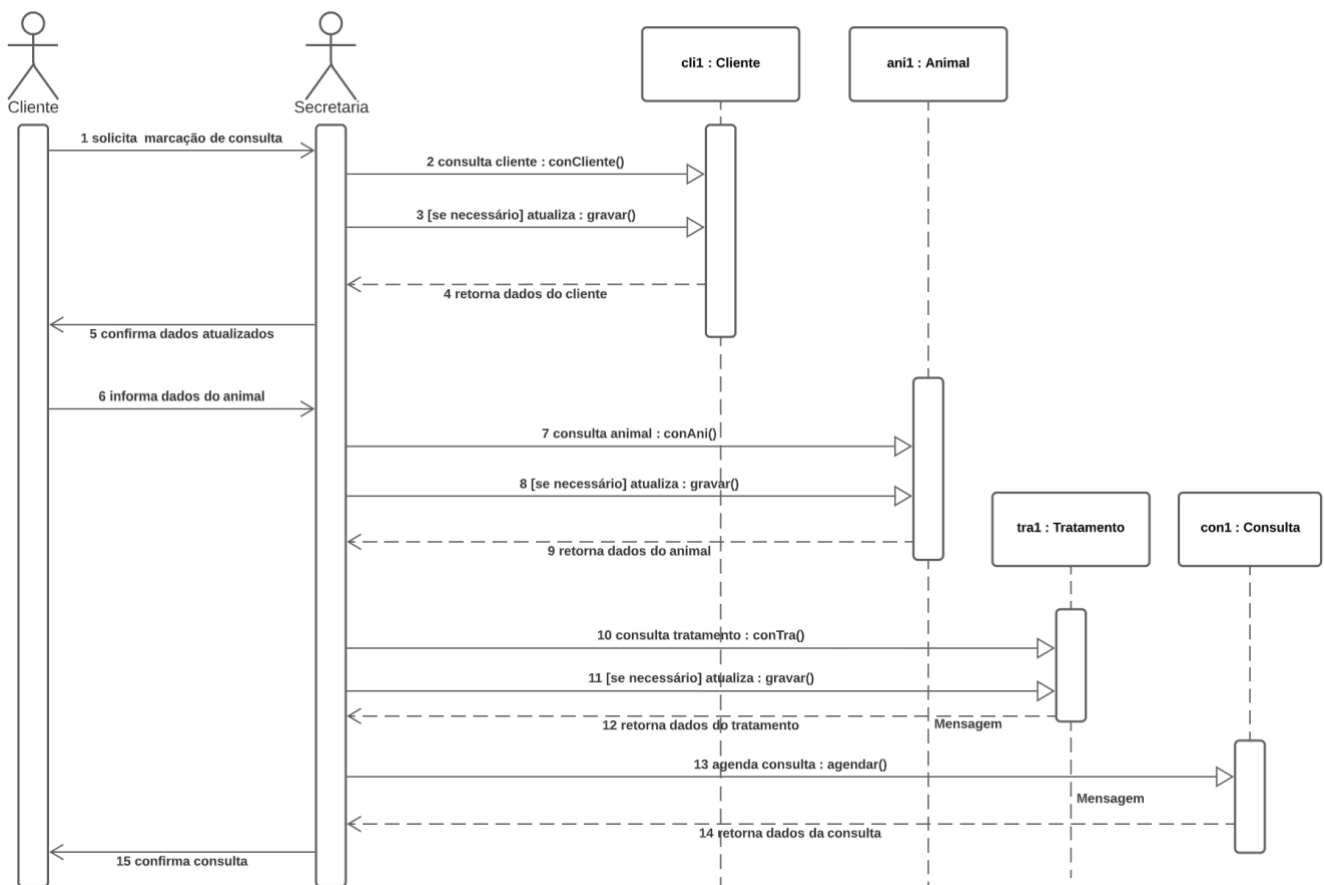 cli1 : Cliente
ani1 : Animal
Cliente
Secretaria
1 solicita  marcação de consulta
2 consulta cliente : conCliente()
3 [se necessário] atualiza : gravar()
4 retorna dados do cliente
5 confirma dados atualizados
6 informa dados do animal
7 consulta animal : conAni()
8 [se necessário] atualiza : gravar()
tra1 : Tratamento
con1 : Consulta
9 retorna dados do animal
10 consulta tratamento : conTra()
11 [se necessário] atualiza : gravar()
12 retorna dados do tratamento
Mensagem
13 agenda consulta : agendar()
Mensagem
14 retorna dados da consulta
15 confirma consulta